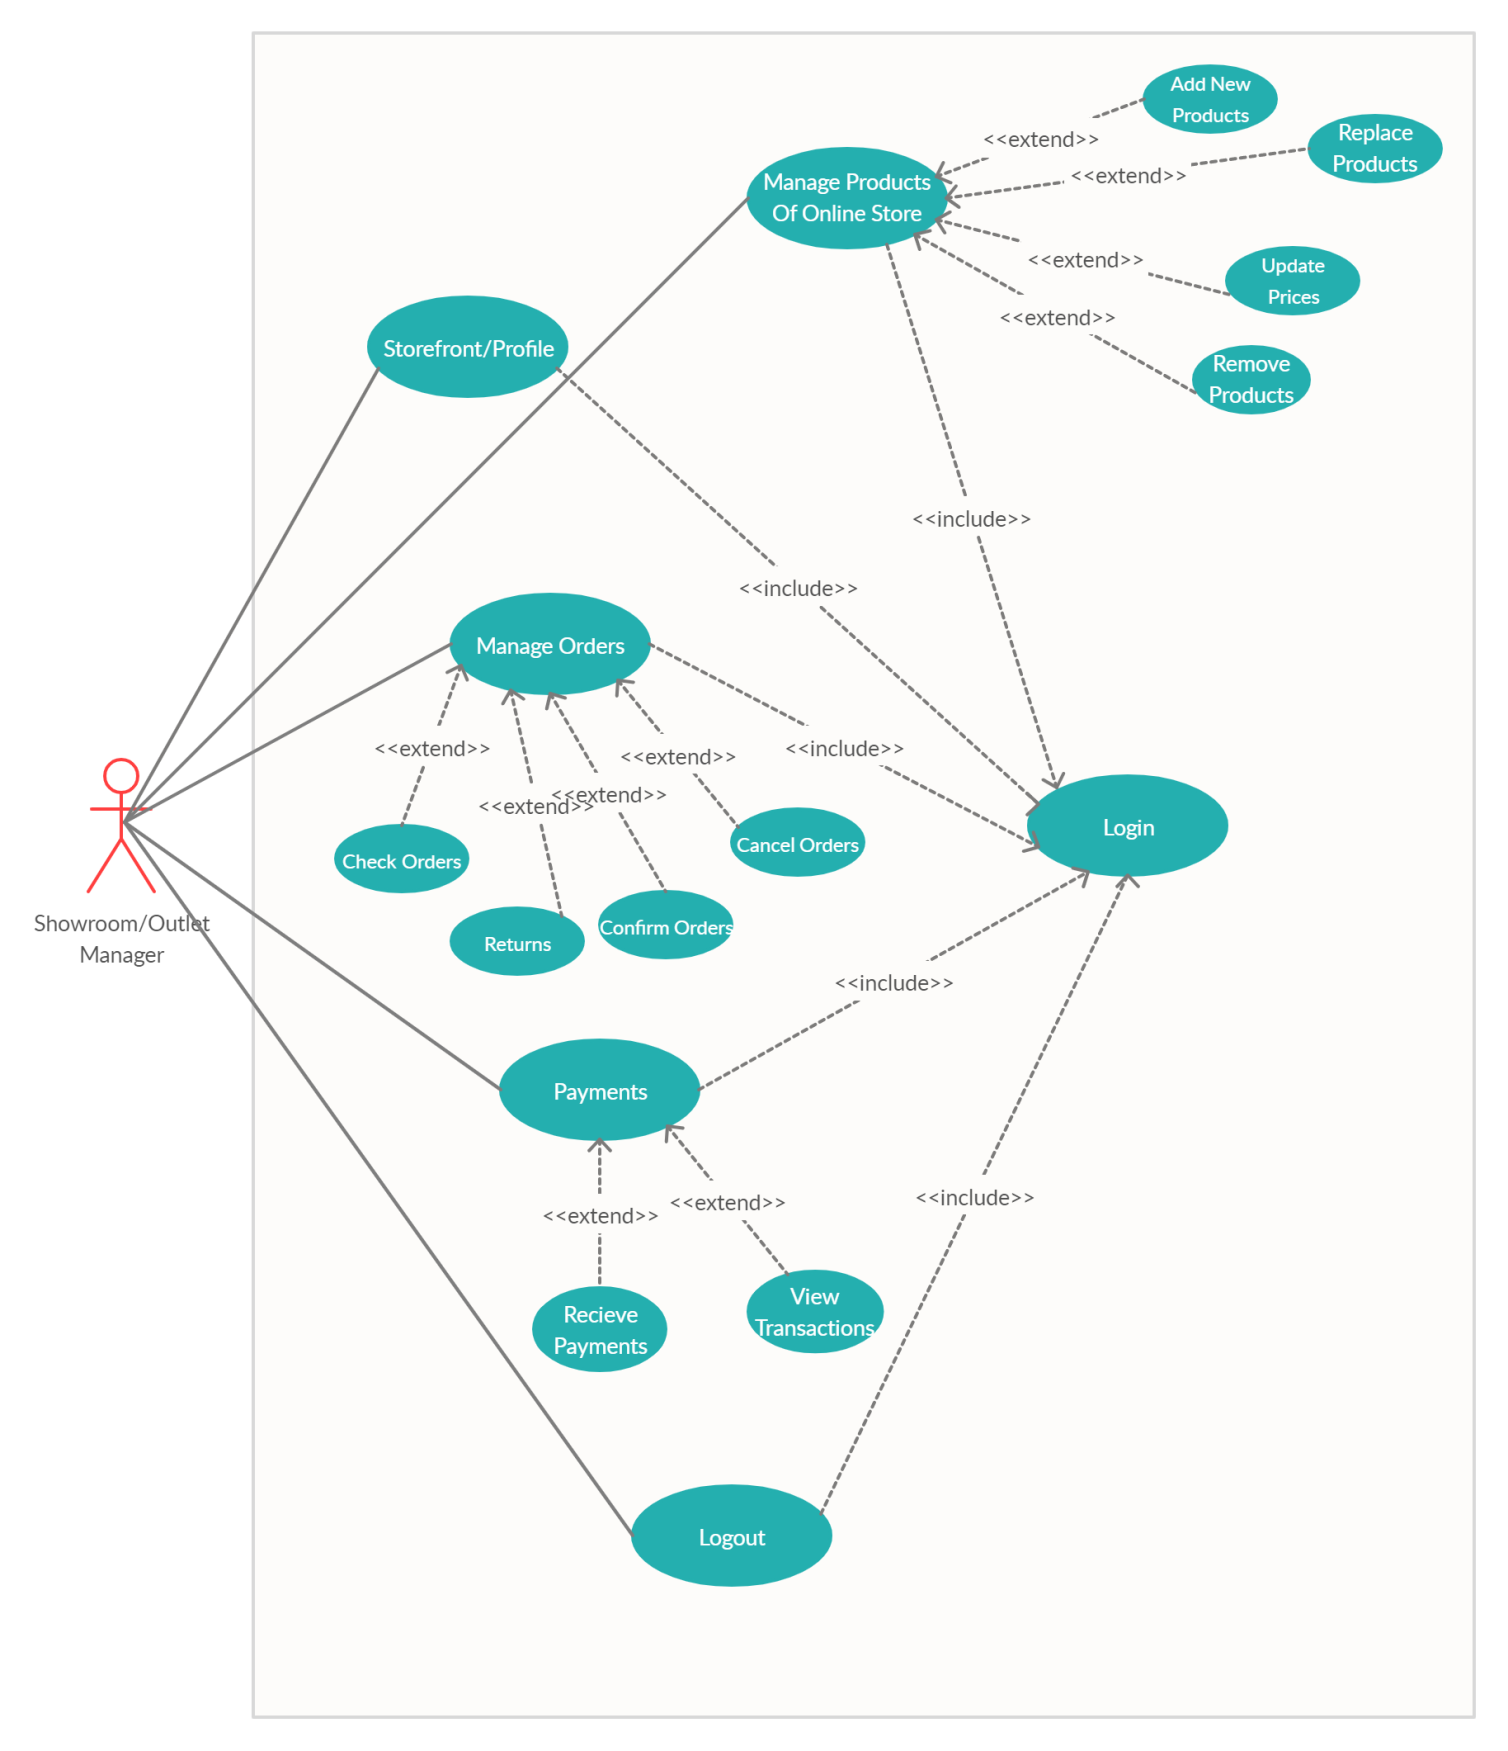 Add New
Products
<<extend>>
Replace
Products
<<extend>>
Manage Products
Of Online Store
<<extend>>
Update
Prices
<<extend>>
Storefront/Profile
Remove
Products
<<include>>
<<include>>
Manage Orders
<<extend>>
<<extend>>
<<include>>
<<extend>>
<<extend>>
Login
Check Orders
Cancel Orders
Showroom/Outlet
Manager
Returns
Confirm Orders
<<include>>
Payments
<<extend>>
<<extend>>
<<include>>
Recieve
Payments
View
Transactions
Logout